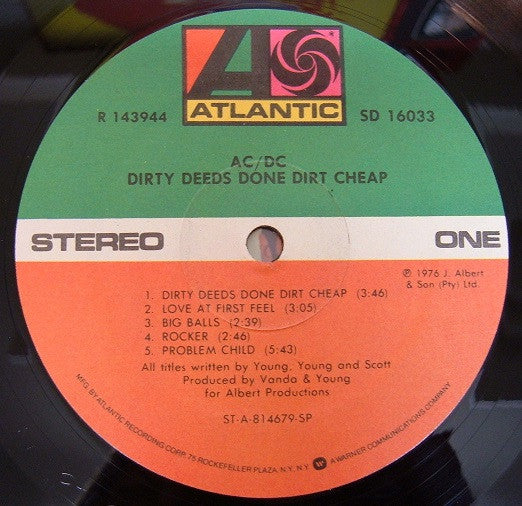 ATLANTIC
R 143944
SD 16033
AC/DC
DIRTY DEEDS DONE DIRT CHEAP
STEREO
ONE
℗ 1976 J. Albert
& Son (Pty) Ltd.
1. DIRTY DEEDS DONE DIRT CHEAP (3:46)
2. LOVE AT FIRST FEEL (3:05)
3. BIG BALLS (2:39)
4. ROCKER (2:46)
5. PROBLEM CHILD (5:43)
All titles written by Young, Young and Scott
Produced by Vanda & Young
for Albert Productions
ST-A-814679-SP
MFG. BY ATLANTIC RECORDING CORP. 75 ROCKEFELLER PLAZA, N.Y. N.Y. A WARNER COMMUNICATIONS COMPANY